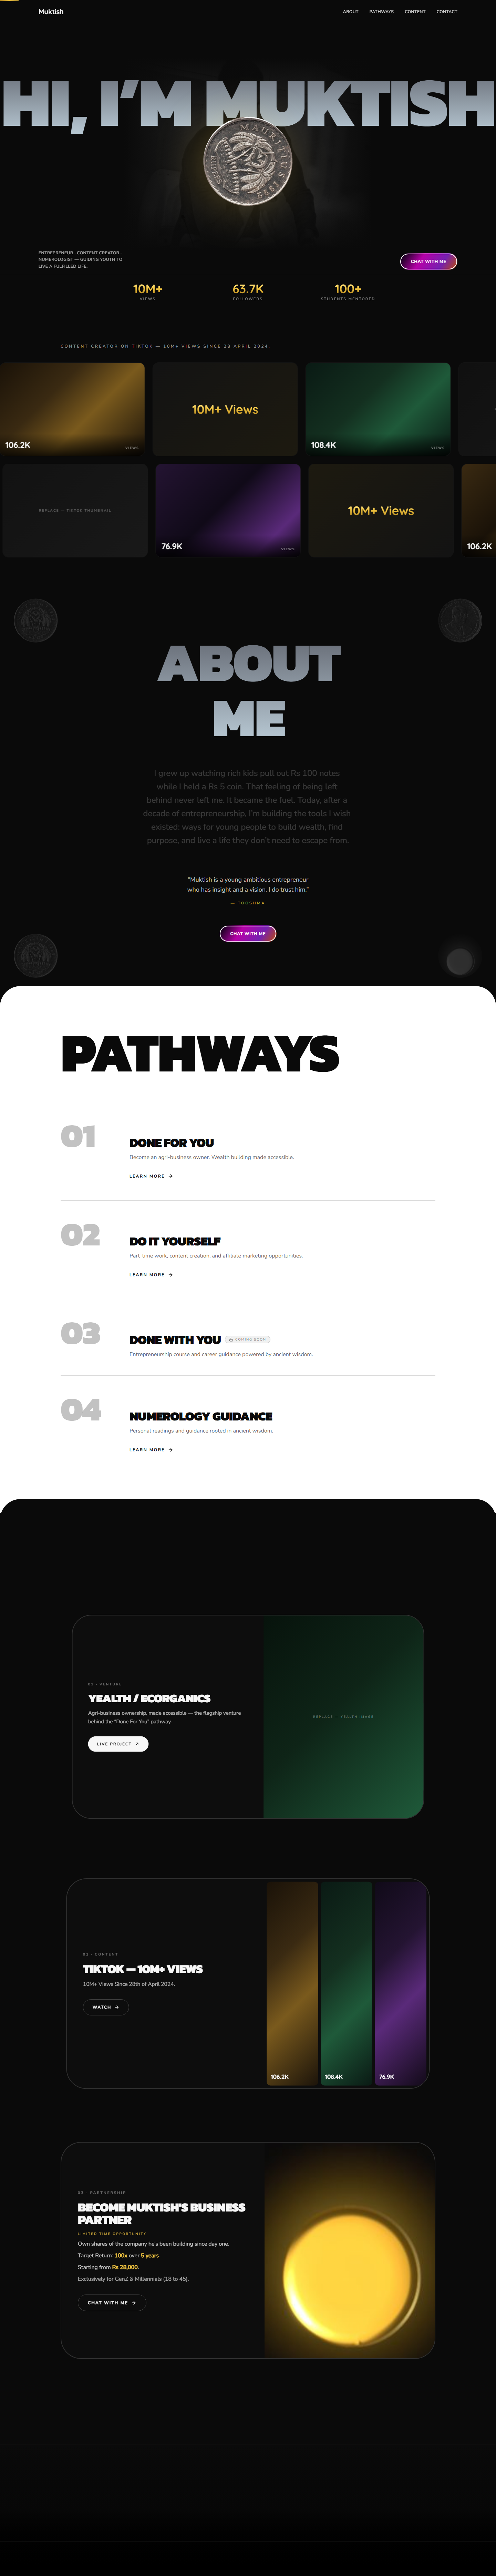 Muktish
ABOUT
PATHWAYS
CONTENT
CONTACT
HI, I'M MUKTISH
MAURITIUS
ENTREPRENEUR · CONTENT CREATOR ·
NUMEROLOGIST — GUIDING YOUTH TO
LIVE A FULFILLED LIFE.
CHAT WITH ME
10M+
VIEWS
63.7K
FOLLOWERS
100+
STUDENTS MENTORED
CONTENT CREATOR ON TIKTOK — 10M+ VIEWS SINCE 28 APRIL 2024.
106.2K
VIEWS
10M+ Views
108.4K
VIEWS
REPLACE — TIKTOK THUMBNAIL
76.9K
VIEWS
10M+ Views
106.2K
ABOUT
ME
I grew up watching rich kids pull out Rs 100 notes
while I held a Rs 5 coin. That feeling of being left
behind never left me. It became the fuel. Today, after a
decade of entrepreneurship, I'm building the tools I wish
existed: ways for young people to build wealth, find
purpose, and live a life they don't need to escape from.
"Muktish is a young ambitious entrepreneur
who has insight and a vision. I do trust him."
— TOOSHMA
CHAT WITH ME
PATHWAYS
01
DONE FOR YOU
Become an agri-business owner. Wealth building made accessible.
LEARN MORE →
02
DO IT YOURSELF
Part-time work, content creation, and affiliate marketing opportunities.
LEARN MORE →
03
DONE WITH YOU
COMING SOON
Entrepreneurship course and career guidance powered by ancient wisdom.
04
NUMEROLOGY GUIDANCE
Personal readings and guidance rooted in ancient wisdom.
LEARN MORE →
01 · VENTURE
YEALTH / ECORGANICS
Agri-business ownership, made accessible — the flagship venture
behind the "Done For You" pathway.
LIVE PROJECT ↗
REPLACE — YEALTH IMAGE
02 · CONTENT
TIKTOK — 10M+ VIEWS
10M+ Views Since 28th of April 2024.
WATCH →
106.2K
108.4K
76.9K
03 · PARTNERSHIP
BECOME MUKTISH'S BUSINESS
PARTNER
LIMITED TIME OPPORTUNITY
Own shares of the company he's been building since day one.
Target Return: 100x over 5 years.
Starting from Rs 28,000.
Exclusively for GenZ & Millennials (18 to 45).
CHAT WITH ME →